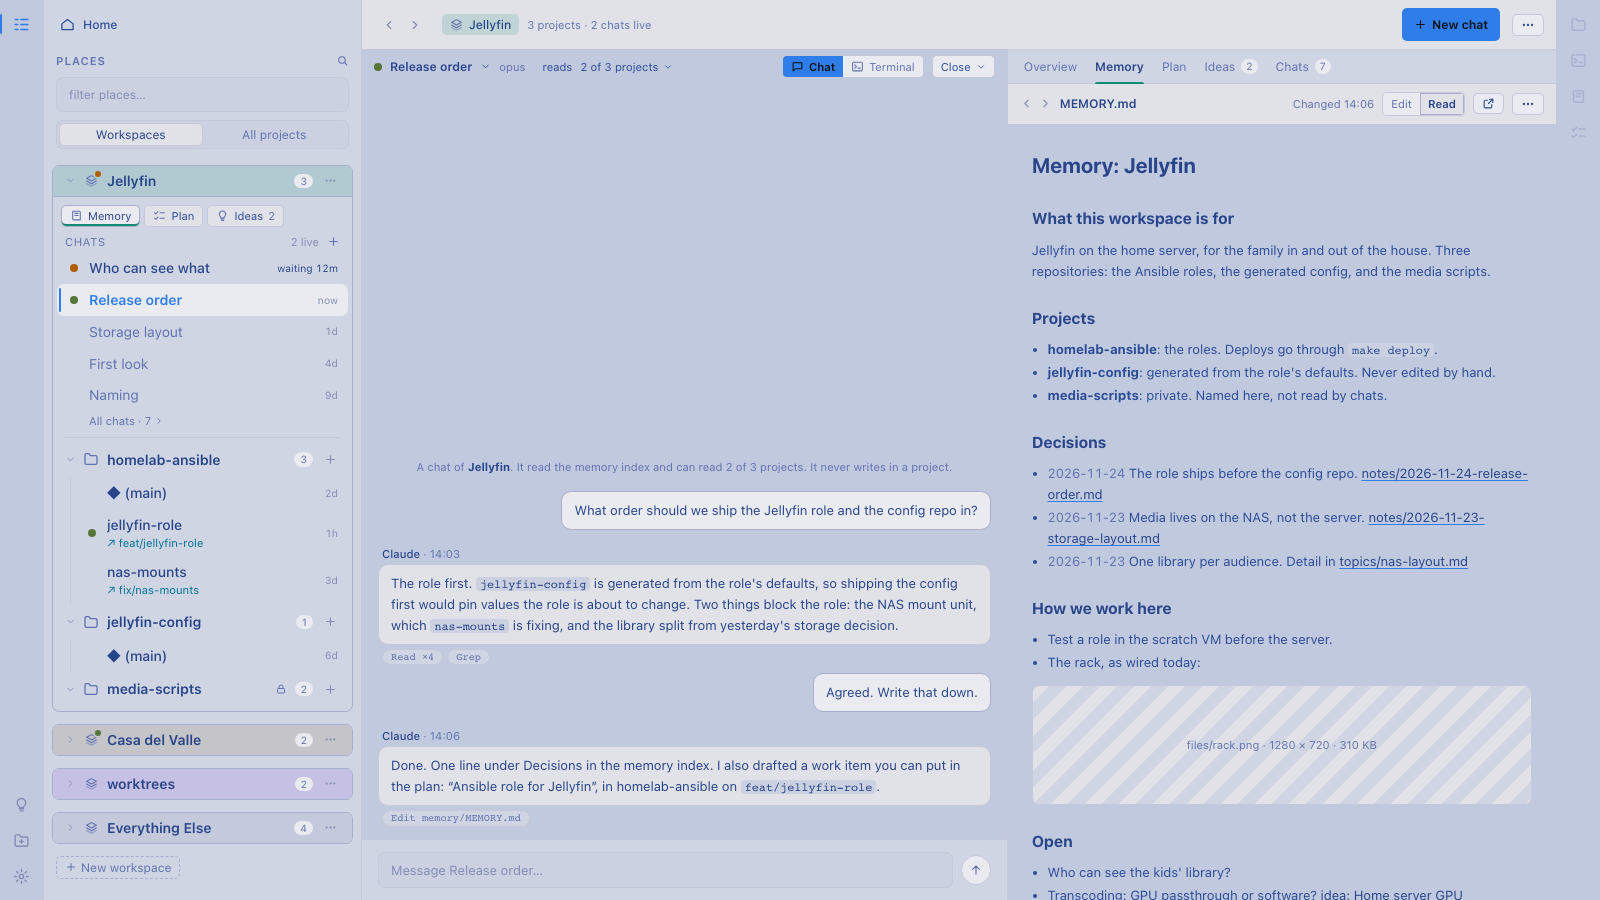 Home
PLACES
filter places...
Workspaces
All projects
Jellyfin
3
Memory
Plan
Ideas 2
CHATS
2 live
Who can see what
waiting 12m
Release order
now
Storage layout
1d
First look
4d
Naming
9d
All chats · 7
homelab-ansible
3
(main)
2d
jellyfin-role
1h
feat/jellyfin-role
nas-mounts
3d
fix/nas-mounts
jellyfin-config
1
(main)
6d
media-scripts
2
Casa del Valle
2
worktrees
2
Everything Else
4
New workspace
Jellyfin
3 projects · 2 chats live
New chat
Release order
opus
reads 2 of 3 projects
Chat
Terminal
Close
A chat of Jellyfin. It read the memory index and can read 2 of 3 projects. It never writes in a project.
What order should we ship the Jellyfin role and the config repo in?
Claude · 14:03
The role first. jellyfin-config is generated from the role's defaults, so shipping the config
first would pin values the role is about to change. Two things block the role: the NAS mount unit,
which nas-mounts is fixing, and the library split from yesterday's storage decision.
Read ×4
Grep
Agreed. Write that down.
Claude · 14:06
Done. One line under Decisions in the memory index. I also drafted a work item you can put in
the plan: “Ansible role for Jellyfin”, in homelab-ansible on feat/jellyfin-role.
Edit memory/MEMORY.md
Message Release order...
Overview
Memory
Plan
Ideas 2
Chats 7
MEMORY.md
Changed 14:06
Edit
Read
Memory: Jellyfin
What this workspace is for
Jellyfin on the home server, for the family in and out of the house. Three
repositories: the Ansible roles, the generated config, and the media scripts.
Projects
• homelab-ansible: the roles. Deploys go through make deploy.
• jellyfin-config: generated from the role's defaults. Never edited by hand.
• media-scripts: private. Named here, not read by chats.
Decisions
• 2026-11-24 The role ships before the config repo. notes/2026-11-24-release-
order.md
• 2026-11-23 Media lives on the NAS, not the server. notes/2026-11-23-
storage-layout.md
• 2026-11-23 One library per audience. Detail in topics/nas-layout.md
How we work here
• Test a role in the scratch VM before the server.
• The rack, as wired today:
files/rack.png · 1280 × 720 · 310 KB
Open
• Who can see the kids' library?
• Transcoding: GPU passthrough or software? idea: Home server GPU